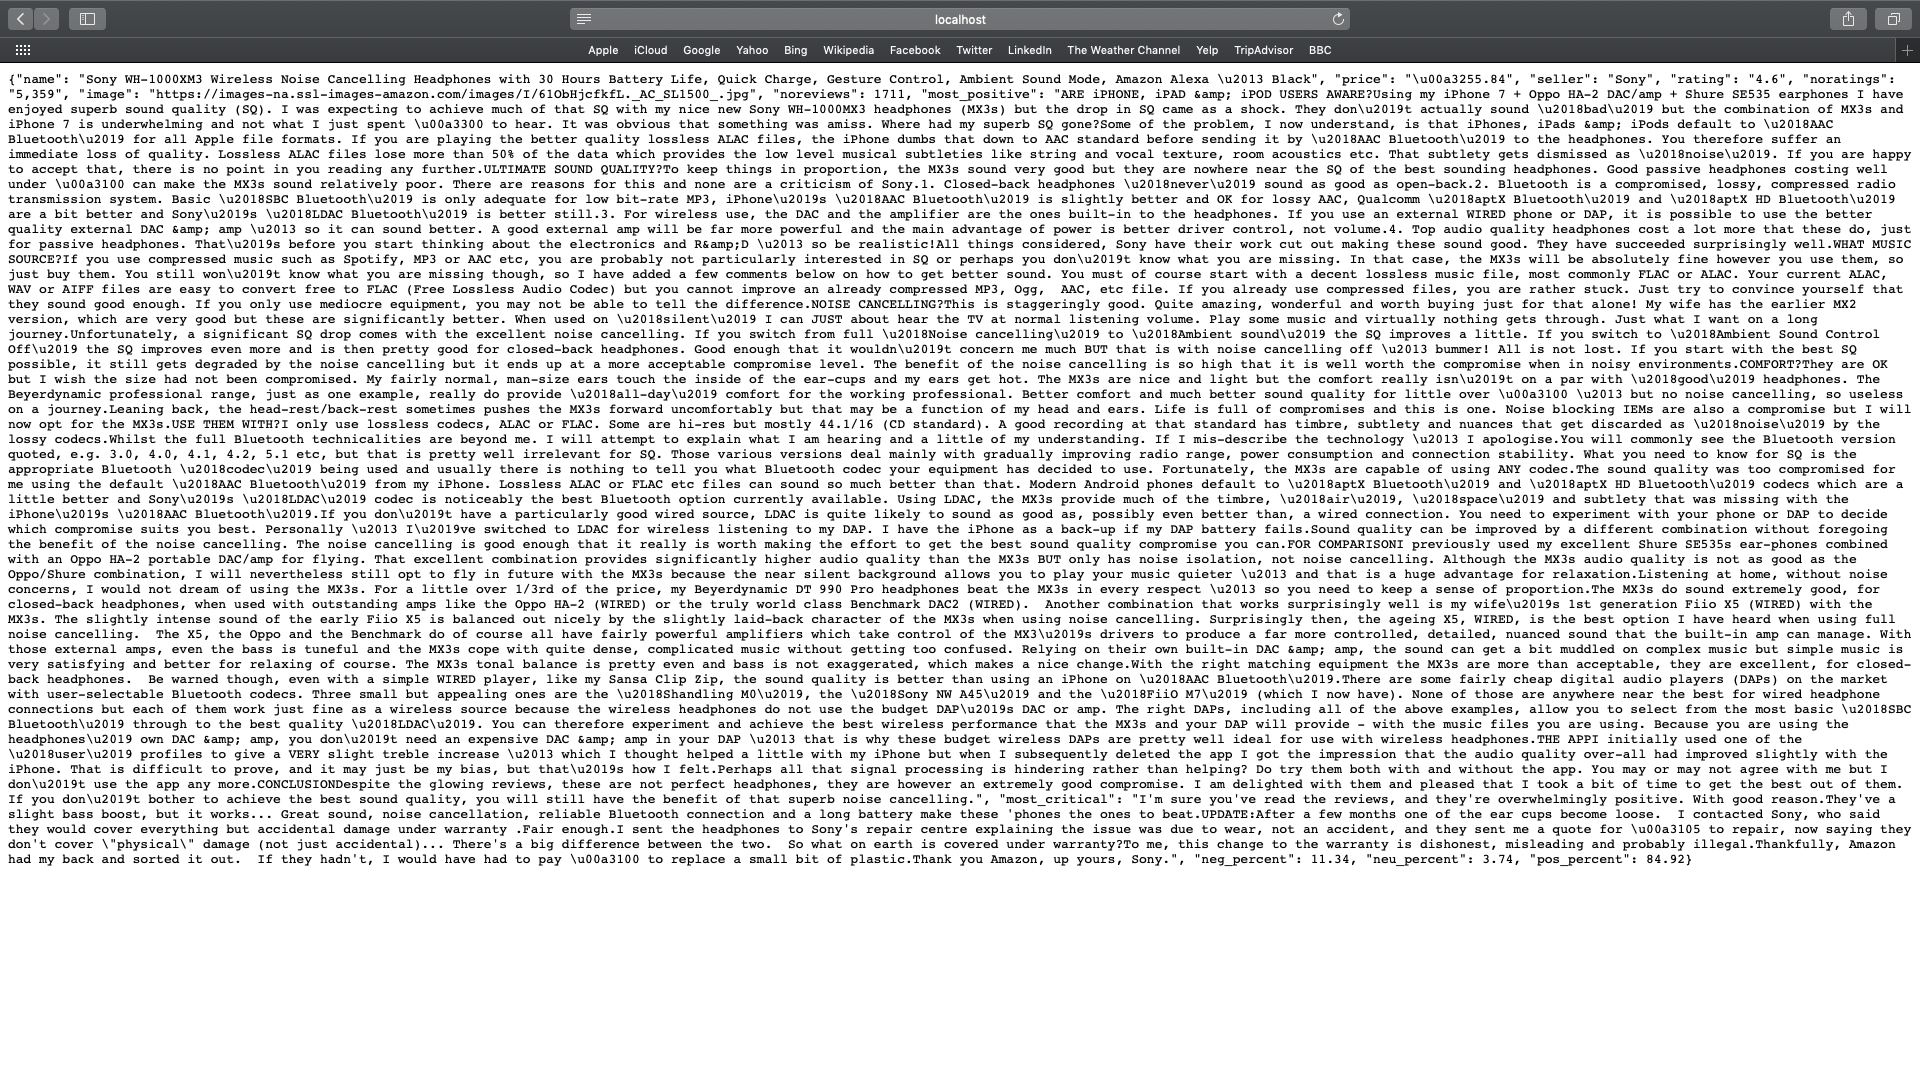 localhost
Apple iCloud Google Yahoo Bing Wikipedia Facebook Twitter LinkedIn The Weather Channel Yelp TripAdvisor BBC
{"name": "Sony WH-1000XM3 Wireless Noise Cancelling Headphones with 30 Hours Battery Life, Quick Charge, Gesture Control, Ambient Sound Mode, Amazon Alexa \u2013 Black", "price": "\u00a3255.84", "seller": "Sony", "rating": "4.6", "noratings":
"5,359", "image": "https://images-na.ssl-images-amazon.com/images/I/61ObHjcfkfL._AC_SL1500_.jpg", "noreviews": 1711, "most_positive": "ARE iPHONE, iPAD &amp; iPOD USERS AWARE?Using my iPhone 7 + Oppo HA-2 DAC/amp + Shure SE535 earphones I have
enjoyed superb sound quality (SQ). I was expecting to achieve much of that SQ with my nice new Sony WH-1000MX3 headphones (MX3s) but the drop in SQ came as a shock. They don\u2019t actually sound \u2018bad\u2019 but the combination of MX3s and
iPhone 7 is underwhelming and not what I just spent \u00a3300 to hear. It was obvious that something was amiss. Where had my superb SQ gone?Some of the problem, I now understand, is that iPhones, iPads &amp; iPods default to \u2018AAC
Bluetooth\u2019 for all Apple file formats. If you are playing the better quality lossless ALAC files, the iPhone dumbs that down to AAC standard before sending it by \u2018AAC Bluetooth\u2019 to the headphones. You therefore suffer an
immediate loss of quality. Lossless ALAC files lose more than 50% of the data which provides the low level musical subtleties like string and vocal texture, room acoustics etc. That subtlety gets dismissed as \u2018noise\u2019. If you are happy
to accept that, there is no point in you reading any further.ULTIMATE SOUND QUALITY?To keep things in proportion, the MX3s sound very good but they are nowhere near the SQ of the best sounding headphones. Good passive headphones costing well
under \u00a3100 can make the MX3s sound relatively poor. There are reasons for this and none are a criticism of Sony.1. Closed-back headphones \u2018never\u2019 sound as good as open-back.2. Bluetooth is a compromised, lossy, compressed radio
transmission system. Basic \u2018SBC Bluetooth\u2019 is only adequate for low bit-rate MP3, iPhone\u2019s \u2018AAC Bluetooth\u2019 is slightly better and OK for lossy AAC, Qualcomm \u2018aptX Bluetooth\u2019 and \u2018aptX HD Bluetooth\u2019
are a bit better and Sony\u2019s \u2018LDAC Bluetooth\u2019 is better still.3. For wireless use, the DAC and the amplifier are the ones built-in to the headphones. If you use an external WIRED phone or DAP, it is possible to use the better
quality external DAC &amp; amp \u2013 so it can sound better. A good external amp will be far more powerful and the main advantage of power is better driver control, not volume.4. Top audio quality headphones cost a lot more that these do, just
for passive headphones. That\u2019s before you start thinking about the electronics and R&amp;D \u2013 so be realistic!All things considered, Sony have their work cut out making these sound good. They have succeeded surprisingly well.WHAT MUSIC
SOURCE?If you use compressed music such as Spotify, MP3 or AAC etc, you are probably not particularly interested in SQ or perhaps you don\u2019t know what you are missing. In that case, the MX3s will be absolutely fine however you use them, so
just buy them. You still won\u2019t know what you are missing though, so I have added a few comments below on how to get better sound. You must of course start with a decent lossless music file, most commonly FLAC or ALAC. Your current ALAC,
WAV or AIFF files are easy to convert free to FLAC (Free Lossless Audio Codec) but you cannot improve an already compressed MP3, Ogg,  AAC, etc file. If you already use compressed files, you are rather stuck. Just try to convince yourself that
they sound good enough. If you only use mediocre equipment, you may not be able to tell the difference.NOISE CANCELLING?This is staggeringly good. Quite amazing, wonderful and worth buying just for that alone! My wife has the earlier MX2
version, which are very good but these are significantly better. When used on \u2018silent\u2019 I can JUST about hear the TV at normal listening volume. Play some music and virtually nothing gets through. Just what I want on a long
journey.Unfortunately, a significant SQ drop comes with the excellent noise cancelling. If you switch from full \u2018Noise cancelling\u2019 to \u2018Ambient sound\u2019 the SQ improves a little. If you switch to \u2018Ambient Sound Control
Off\u2019 the SQ improves even more and is then pretty good for closed-back headphones. Good enough that it wouldn\u2019t concern me much BUT that is with noise cancelling off \u2013 bummer! All is not lost. If you start with the best SQ
possible, it still gets degraded by the noise cancelling but it ends up at a more acceptable compromise level. The benefit of the noise cancelling is so high that it is well worth the compromise when in noisy environments.COMFORT?They are OK
but I wish the size had not been compromised. My fairly normal, man-size ears touch the inside of the ear-cups and my ears get hot. The MX3s are nice and light but the comfort really isn\u2019t on a par with \u2018good\u2019 headphones. The
Beyerdynamic professional range, just as one example, really do provide \u2018all-day\u2019 comfort for the working professional. Better comfort and much better sound quality for little over \u00a3100 \u2013 but no noise cancelling, so useless
on a journey.Leaning back, the head-rest/back-rest sometimes pushes the MX3s forward uncomfortably but that may be a function of my head and ears. Life is full of compromises and this is one. Noise blocking IEMs are also a compromise but I will
now opt for the MX3s.USE THEM WITH?I only use lossless codecs, ALAC or FLAC. Some are hi-res but mostly 44.1/16 (CD standard). A good recording at that standard has timbre, subtlety and nuances that get discarded as \u2018noise\u2019 by the
lossy codecs.Whilst the full Bluetooth technicalities are beyond me. I will attempt to explain what I am hearing and a little of my understanding. If I mis-describe the technology \u2013 I apologise.You will commonly see the Bluetooth version
quoted, e.g. 3.0, 4.0, 4.1, 4.2, 5.1 etc, but that is pretty well irrelevant for SQ. Those various versions deal mainly with gradually improving radio range, power consumption and connection stability. What you need to know for SQ is the
appropriate Bluetooth \u2018codec\u2019 being used and usually there is nothing to tell you what Bluetooth codec your equipment has decided to use. Fortunately, the MX3s are capable of using ANY codec.The sound quality was too compromised for
me using the default \u2018AAC Bluetooth\u2019 from my iPhone. Lossless ALAC or FLAC etc files can sound so much better than that. Modern Android phones default to \u2018aptX Bluetooth\u2019 and \u2018aptX HD Bluetooth\u2019 codecs which are a
little better and Sony\u2019s \u2018LDAC\u2019 codec is noticeably the best Bluetooth option currently available. Using LDAC, the MX3s provide much of the timbre, \u2018air\u2019, \u2018space\u2019 and subtlety that was missing with the
iPhone\u2019s \u2018AAC Bluetooth\u2019.If you don\u2019t have a particularly good wired source, LDAC is quite likely to sound as good as, possibly even better than, a wired connection. You need to experiment with your phone or DAP to decide
which compromise suits you best. Personally \u2013 I\u2019ve switched to LDAC for wireless listening to my DAP. I have the iPhone as a back-up if my DAP battery fails.Sound quality can be improved by a different combination without foregoing
the benefit of the noise cancelling. The noise cancelling is good enough that it really is worth making the effort to get the best sound quality compromise you can.FOR COMPARISONI previously used my excellent Shure SE535s ear-phones combined
with an Oppo HA-2 portable DAC/amp for flying. That excellent combination provides significantly higher audio quality than the MX3s BUT only has noise isolation, not noise cancelling. Although the MX3s audio quality is not as good as the
Oppo/Shure combination, I will nevertheless still opt to fly in future with the MX3s because the near silent background allows you to play your music quieter \u2013 and that is a huge advantage for relaxation.Listening at home, without noise
concerns, I would not dream of using the MX3s. For a little over 1/3rd of the price, my Beyerdynamic DT 990 Pro headphones beat the MX3s in every respect \u2013 so you need to keep a sense of proportion.The MX3s do sound extremely good, for
closed-back headphones, when used with outstanding amps like the Oppo HA-2 (WIRED) or the truly world class Benchmark DAC2 (WIRED).  Another combination that works surprisingly well is my wife\u2019s 1st generation Fiio X5 (WIRED) with the
MX3s. The slightly intense sound of the early Fiio X5 is balanced out nicely by the slightly laid-back character of the MX3s when using noise cancelling. Surprisingly then, the ageing X5, WIRED, is the best option I have heard when using full
noise cancelling.  The X5, the Oppo and the Benchmark do of course all have fairly powerful amplifiers which take control of the MX3\u2019s drivers to produce a far more controlled, detailed, nuanced sound that the built-in amp can manage. With
those external amps, even the bass is tuneful and the MX3s cope with quite dense, complicated music without getting too confused. Relying on their own built-in DAC &amp; amp, the sound can get a bit muddled on complex music but simple music is
very satisfying and better for relaxing of course. The MX3s tonal balance is pretty even and bass is not exaggerated, which makes a nice change.With the right matching equipment the MX3s are more than acceptable, they are excellent, for closed-
back headphones.  Be warned though, even with a simple WIRED player, like my Sansa Clip Zip, the sound quality is better than using an iPhone on \u2018AAC Bluetooth\u2019.There are some fairly cheap digital audio players (DAPs) on the market
with user-selectable Bluetooth codecs. Three small but appealing ones are the \u2018Shandling M0\u2019, the \u2018Sony NW A45\u2019 and the \u2018FiiO M7\u2019 (which I now have). None of those are anywhere near the best for wired headphone
connections but each of them work just fine as a wireless source because the wireless headphones do not use the budget DAP\u2019s DAC or amp. The right DAPs, including all of the above examples, allow you to select from the most basic \u2018SBC
Bluetooth\u2019 through to the best quality \u2018LDAC\u2019. You can therefore experiment and achieve the best wireless performance that the MX3s and your DAP will provide - with the music files you are using. Because you are using the
headphones\u2019 own DAC &amp; amp, you don\u2019t need an expensive DAC &amp; amp in your DAP \u2013 that is why these budget wireless DAPs are pretty well ideal for use with wireless headphones.THE APPI initially used one of the
\u2018user\u2019 profiles to give a VERY slight treble increase \u2013 which I thought helped a little with my iPhone but when I subsequently deleted the app I got the impression that the audio quality over-all had improved slightly with the
iPhone. That is difficult to prove, and it may just be my bias, but that\u2019s how I felt.Perhaps all that signal processing is hindering rather than helping? Do try them both with and without the app. You may or may not agree with me but I
don\u2019t use the app any more.CONCLUSIONDespite the glowing reviews, these are not perfect headphones, they are however an extremely good compromise. I am delighted with them and pleased that I took a bit of time to get the best out of them.
If you don\u2019t bother to achieve the best sound quality, you will still have the benefit of that superb noise cancelling.", "most_critical": "I'm sure you've read the reviews, and they're overwhelmingly positive. With good reason.They've a
slight bass boost, but it works... Great sound, noise cancellation, reliable Bluetooth connection and a long battery make these 'phones the ones to beat.UPDATE:After a few months one of the ear cups become loose.  I contacted Sony, who said
they would cover everything but accidental damage under warranty .Fair enough.I sent the headphones to Sony's repair centre explaining the issue was due to wear, not an accident, and they sent me a quote for \u00a3105 to repair, now saying they
don't cover \"physical\" damage (not just accidental)... There's a big difference between the two.  So what on earth is covered under warranty?To me, this change to the warranty is dishonest, misleading and probably illegal.Thankfully, Amazon
had my back and sorted it out.  If they hadn't, I would have had to pay \u00a3100 to replace a small bit of plastic.Thank you Amazon, up yours, Sony.", "neg_percent": 11.34, "neu_percent": 3.74, "pos_percent": 84.92}